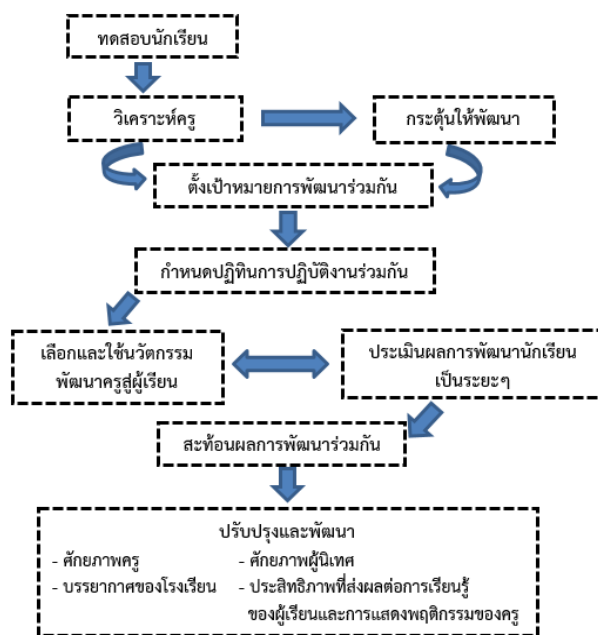 ทดสอบนักเรียน
วิเคราะห์ครู
กระตุ้นให้พัฒนา
ตั้งเป้าหมายการพัฒนาร่วมกัน
กำหนดปฏิทินการปฏิบัติงานร่วมกัน
เลือกและใช้นวัตกรรม
พัฒนาครูสู่ผู้เรียน
ประเมินผลการพัฒนานักเรียน
เป็นระยะๆ
สะท้อนผลการพัฒนาร่วมกัน
ปรับปรุงและพัฒนา
- ศักยภาพครู - ศักยภาพผู้นิเทศ
- บรรยากาศของโรงเรียน - ประสิทธิภาพที่ส่งผลต่อการเรียนรู้
ของผู้เรียนและการแสดงพฤติกรรมของครู